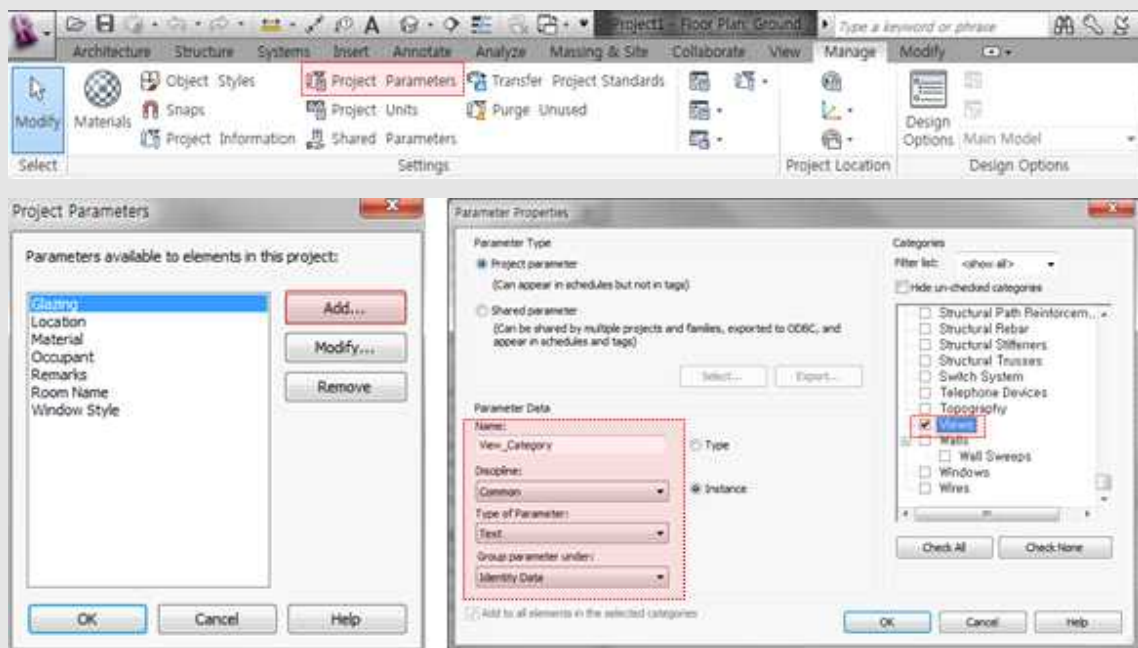 Project1 - Floor Plan: Ground
Type a keyword or phrase
Architecture Structure Systems Insert Annotate Analyze Massing & Site Collaborate View Manage Modify
Modify
Materials
Object Styles
Snaps
Project Information
Project Parameters
Project Units
Shared Parameters
Transfer Project Standards
Purge Unused
Design Options
Main Model
Select
Settings
Project Location
Design Options
Project Parameters
Parameters available to elements in this project:
Glazing
Location
Material
Occupant
Remarks
Room Name
Window Style
Add...
Modify...
Remove
OK
Cancel
Help
Parameter Properties
Parameter Type
Project parameter
(Can appear in schedules but not in tags)
Shared parameter
(Can be shared by multiple projects and families, exported to ODBC, and
appear in schedules and tags)
Select...
Export...
Parameter Data
Name:
View_Category
Discipline:
Common
Type of Parameter:
Text
Group parameter under:
Identity Data
Type
Instance
Add to all elements in the selected categories
Categories
Filter list:
<show all>
Hide un-checked categories
Structural Path Reinforcem...
Structural Rebar
Structural Stiffeners
Structural Trusses
Switch System
Telephone Devices
Topography
Views
Walls
Wall Sweeps
Windows
Wires
Check All
Check None
OK
Cancel
Help